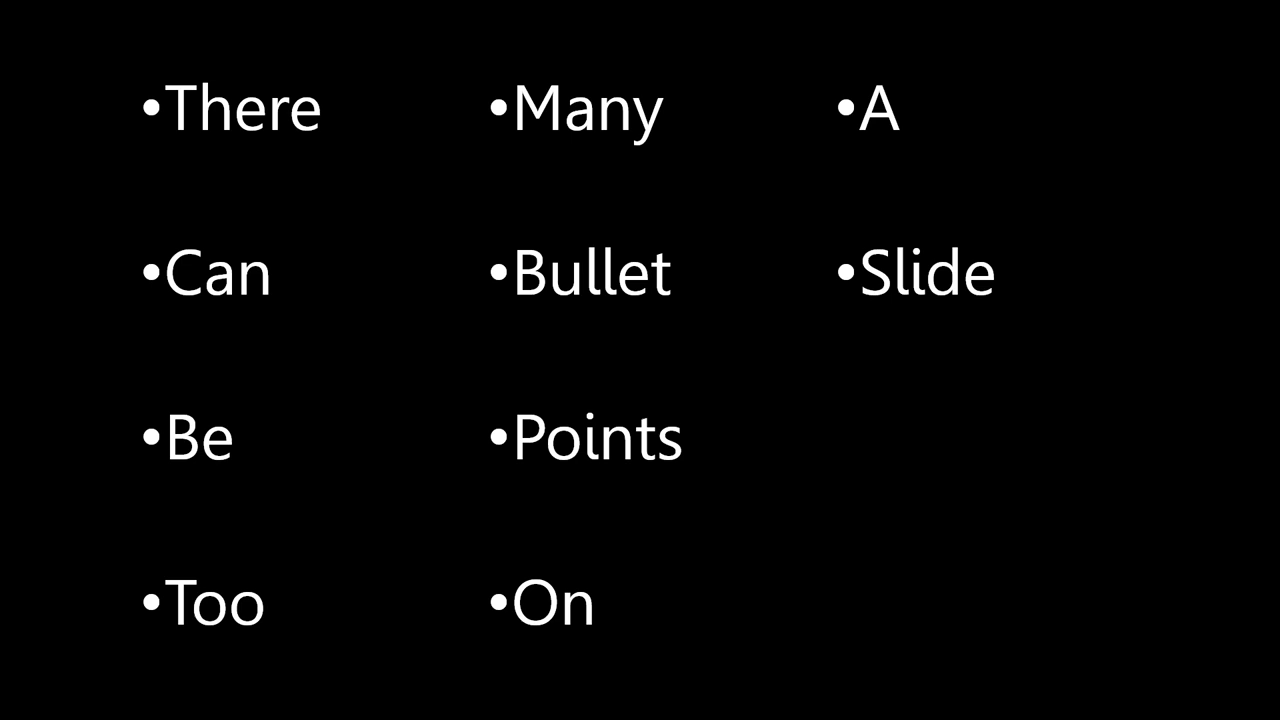 •There
•Can
•Be
•Too
•Many
•Bullet
•Points
•On
•A
•Slide